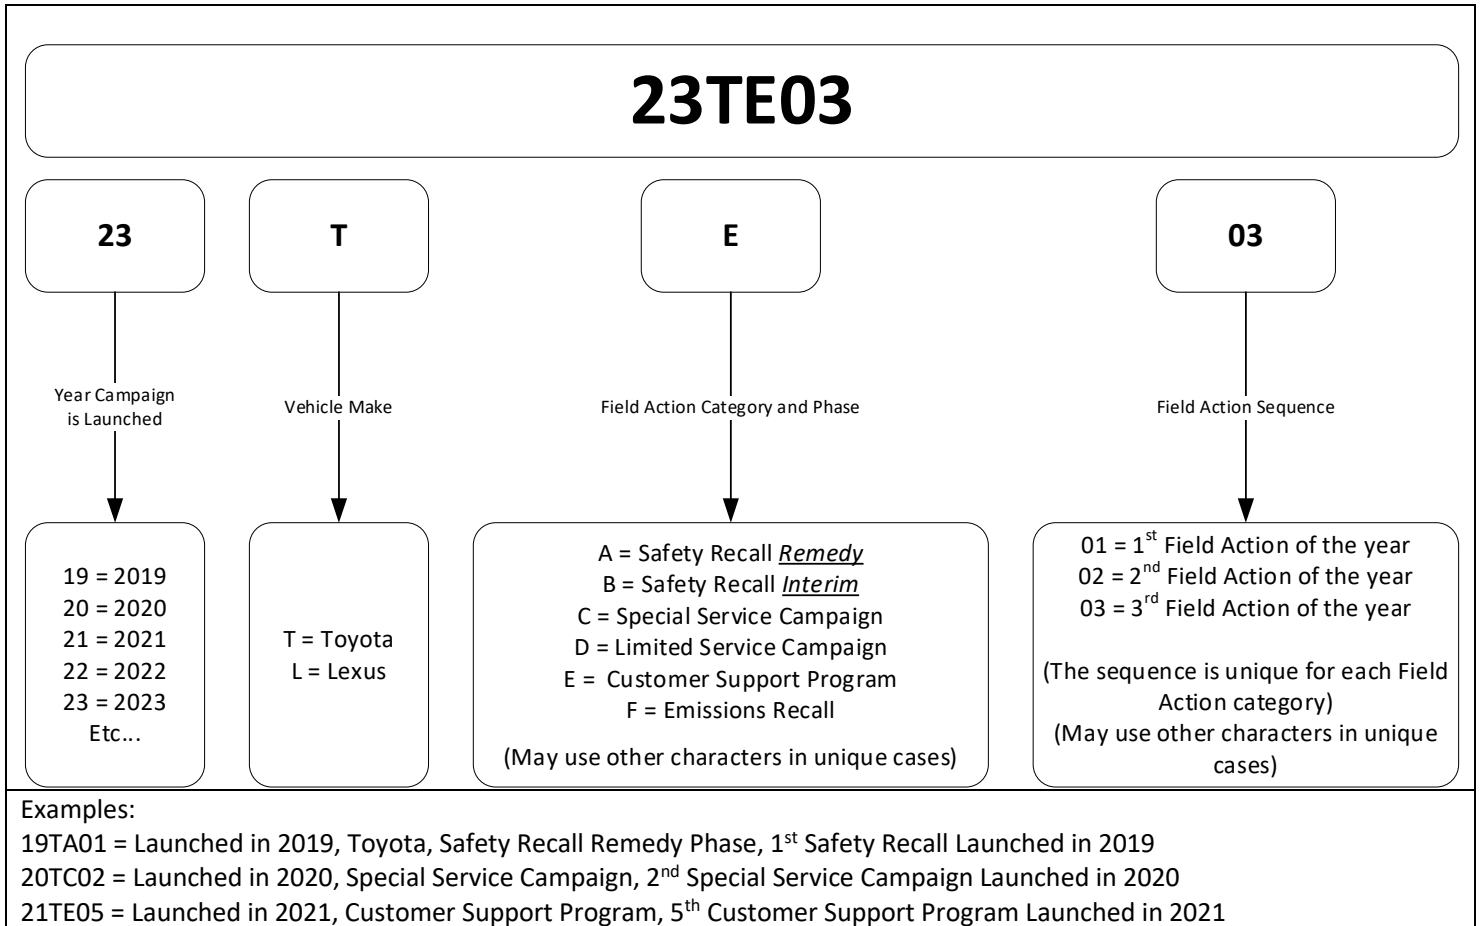 23TE03
23
T
E
03
Year Campaign
is Launched
Vehicle Make
Field Action Category and Phase
Field Action Sequence
19 = 2019
20 = 2020
21 = 2021
22 = 2022
23 = 2023
Etc...
T = Toyota
L = Lexus
A = Safety Recall Remedy
B = Safety Recall Interim
C = Special Service Campaign
D = Limited Service Campaign
E =  Customer Support Program
F = Emissions Recall
(May use other characters in unique cases)
01 = 1st Field Action of the year
02 = 2nd Field Action of the year
03 = 3rd Field Action of the year
(The sequence is unique for each Field
Action category)
(May use other characters in unique
cases)
Examples:
19TA01 = Launched in 2019, Toyota, Safety Recall Remedy Phase, 1st Safety Recall Launched in 2019
20TC02 = Launched in 2020, Special Service Campaign, 2nd Special Service Campaign Launched in 2020
21TE05 = Launched in 2021, Customer Support Program, 5th Customer Support Program Launched in 2021